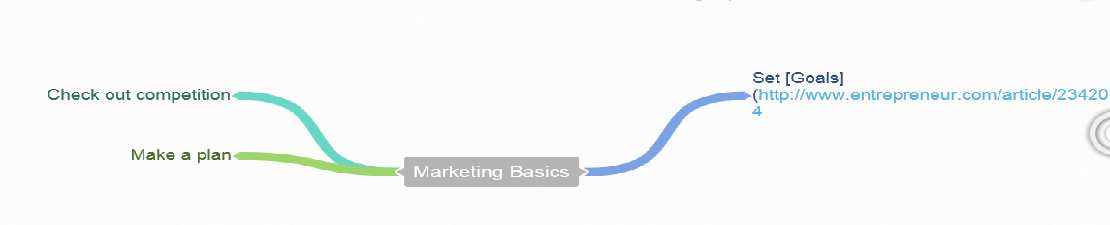 Set [Goals]
Check out competition
(http://www.entrepreneur.com/article/23420
4
Make a plan
Marketing Basics